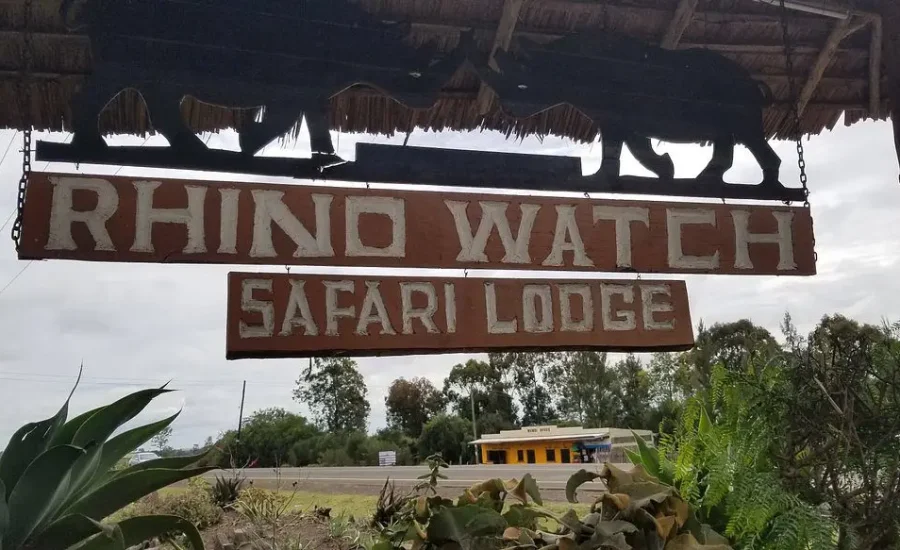 RHINO WATCH
SAFARI LODGE